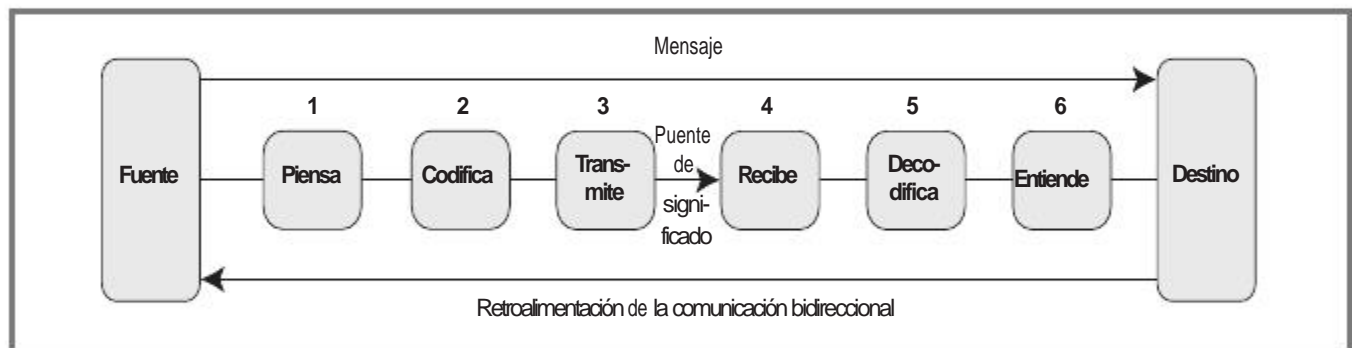 Mensaje
1 2 3 4 5 6
Fuente
Piensa
Codifica
Trans-
mite
Puente
de
signi-
ficado
Recibe
Deco-
difica
Entiende
Destino
Retroalimentación de la comunicación bidireccional